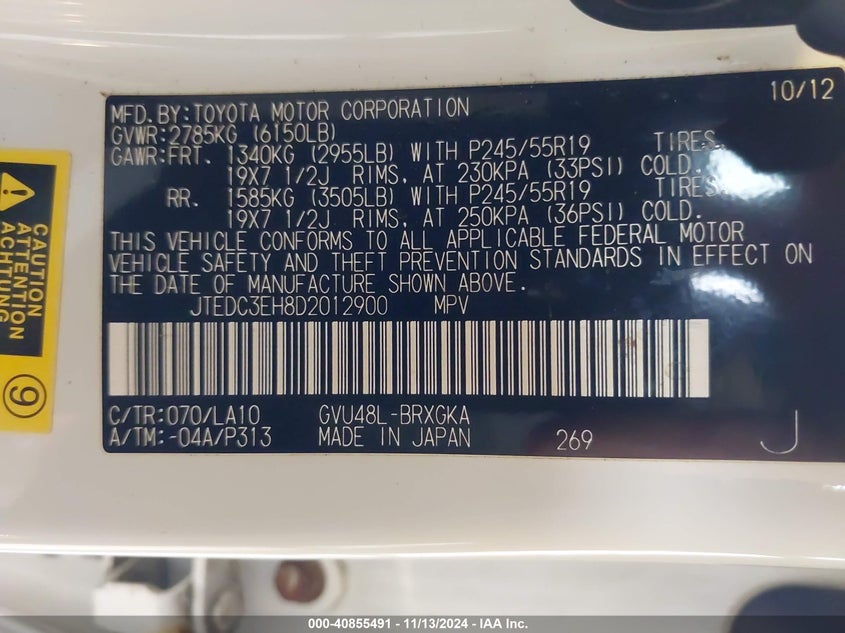 10/12
MFD.BY:TOYOTA MOTOR CORPORATION
GVWR:2785KG (6150LB)
GAWR:FRT. 1340KG (2955LB) WITH P245/55R19 TIRES,
19X7 1/2J RIMS, AT 230KPA (33PSI) COLD.
RR. 1585KG (3505LB) WITH P245/55R19 TIRES,
19X7 1/2J RIMS, AT 250KPA (36PSI) COLD.
THIS VEHICLE CONFORMS TO ALL APPLICABLE FEDERAL MOTOR
VEHICLE SAFETY AND THEFT PREVENTION STANDARDS IN EFFECT ON
THE DATE OF MANUFACTURE SHOWN ABOVE.
JTEDC3EH8D2012900 MPV
C/TR:070/LA10 GVU48L-BRXGKA
A/TM:-04A/P313 MADE IN JAPAN 269 J
CAUTION
ATTENTION
ACHTUNG
9
000-40855491 - 11/13/2024 - IAA Inc.